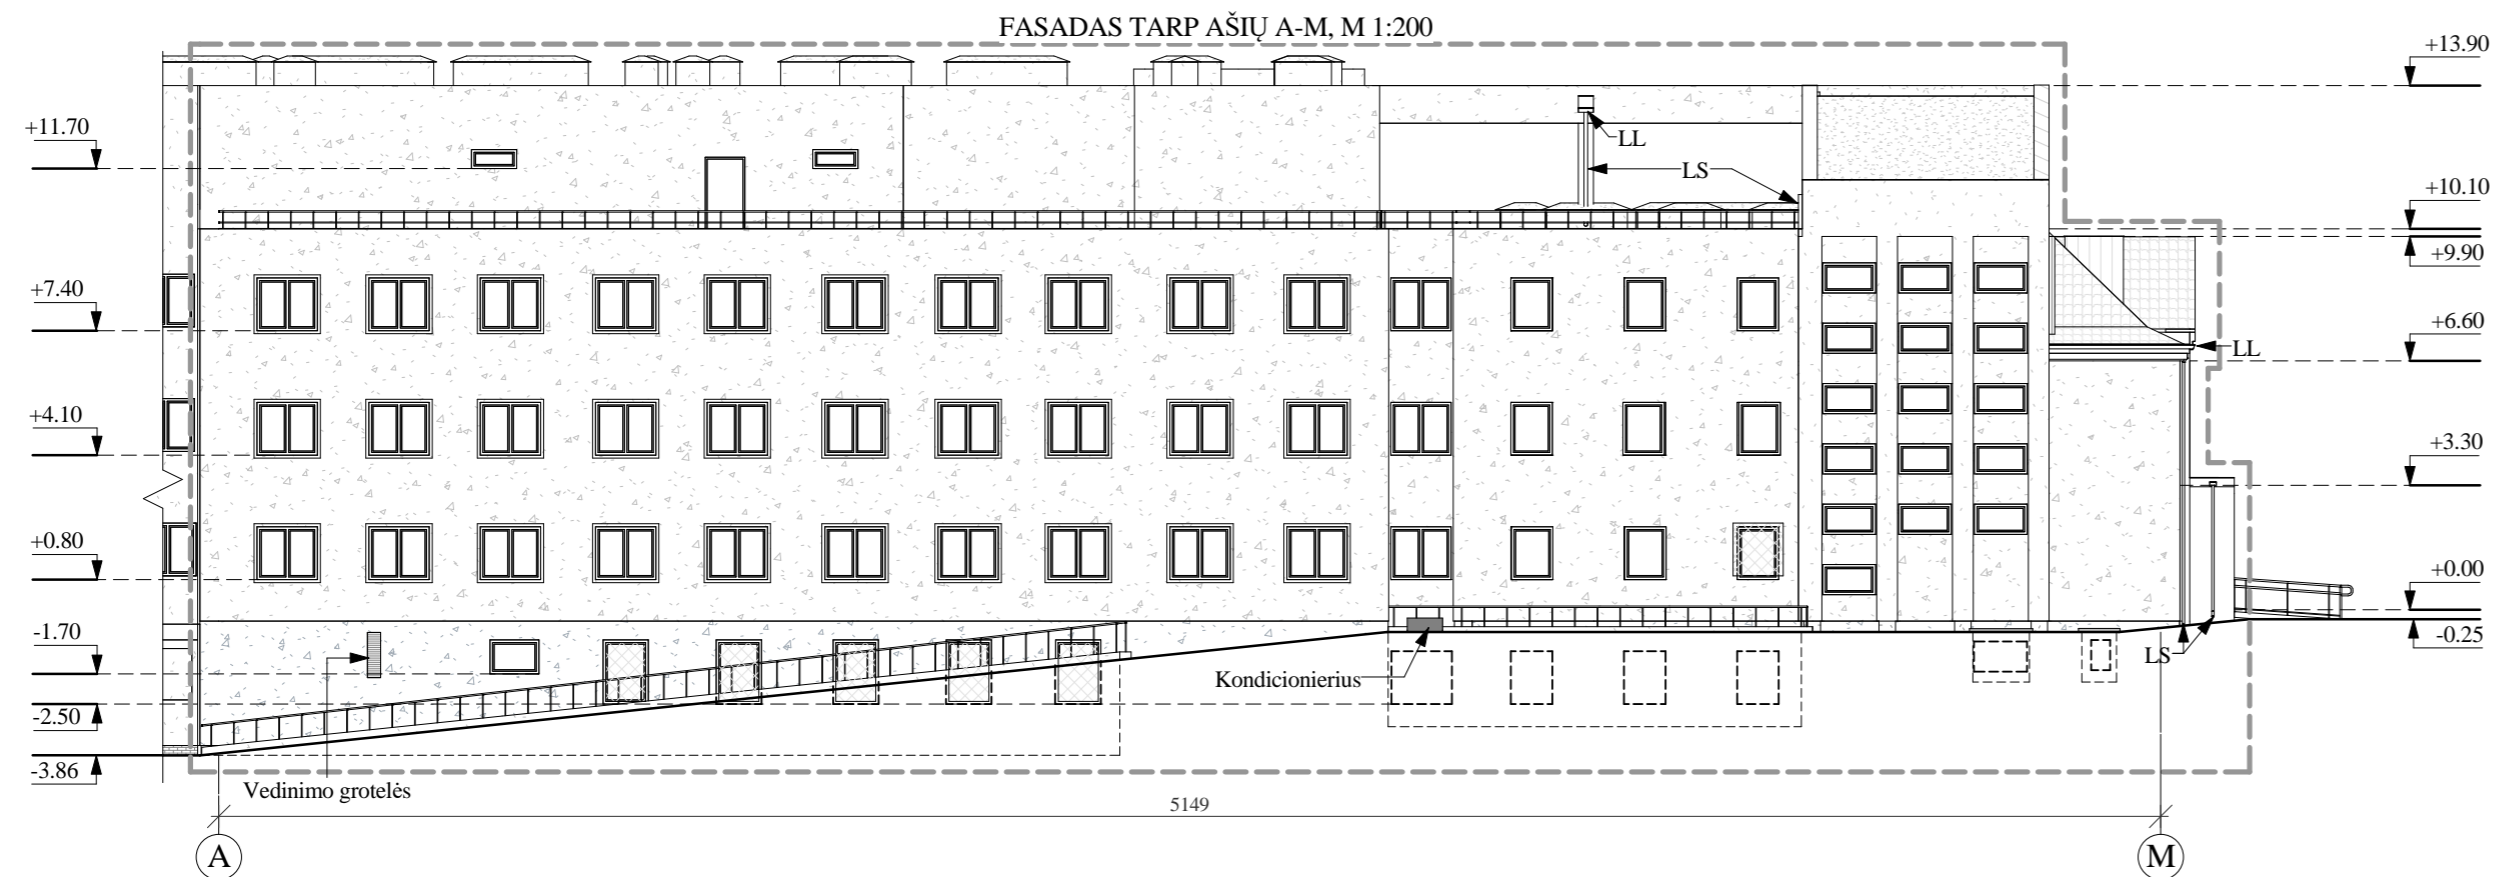 FASADAS TARP AŠIŲ A-M, M 1:200
+13.90
+11.70
LL
LS
+10.10
+9.90
+7.40
+6.60
LL
+4.10
+3.30
+0.80
+0.00
-0.25
-1.70
LS
Kondicionierius
-2.50
-3.86
Vedinimo grotelės
5149
A
M